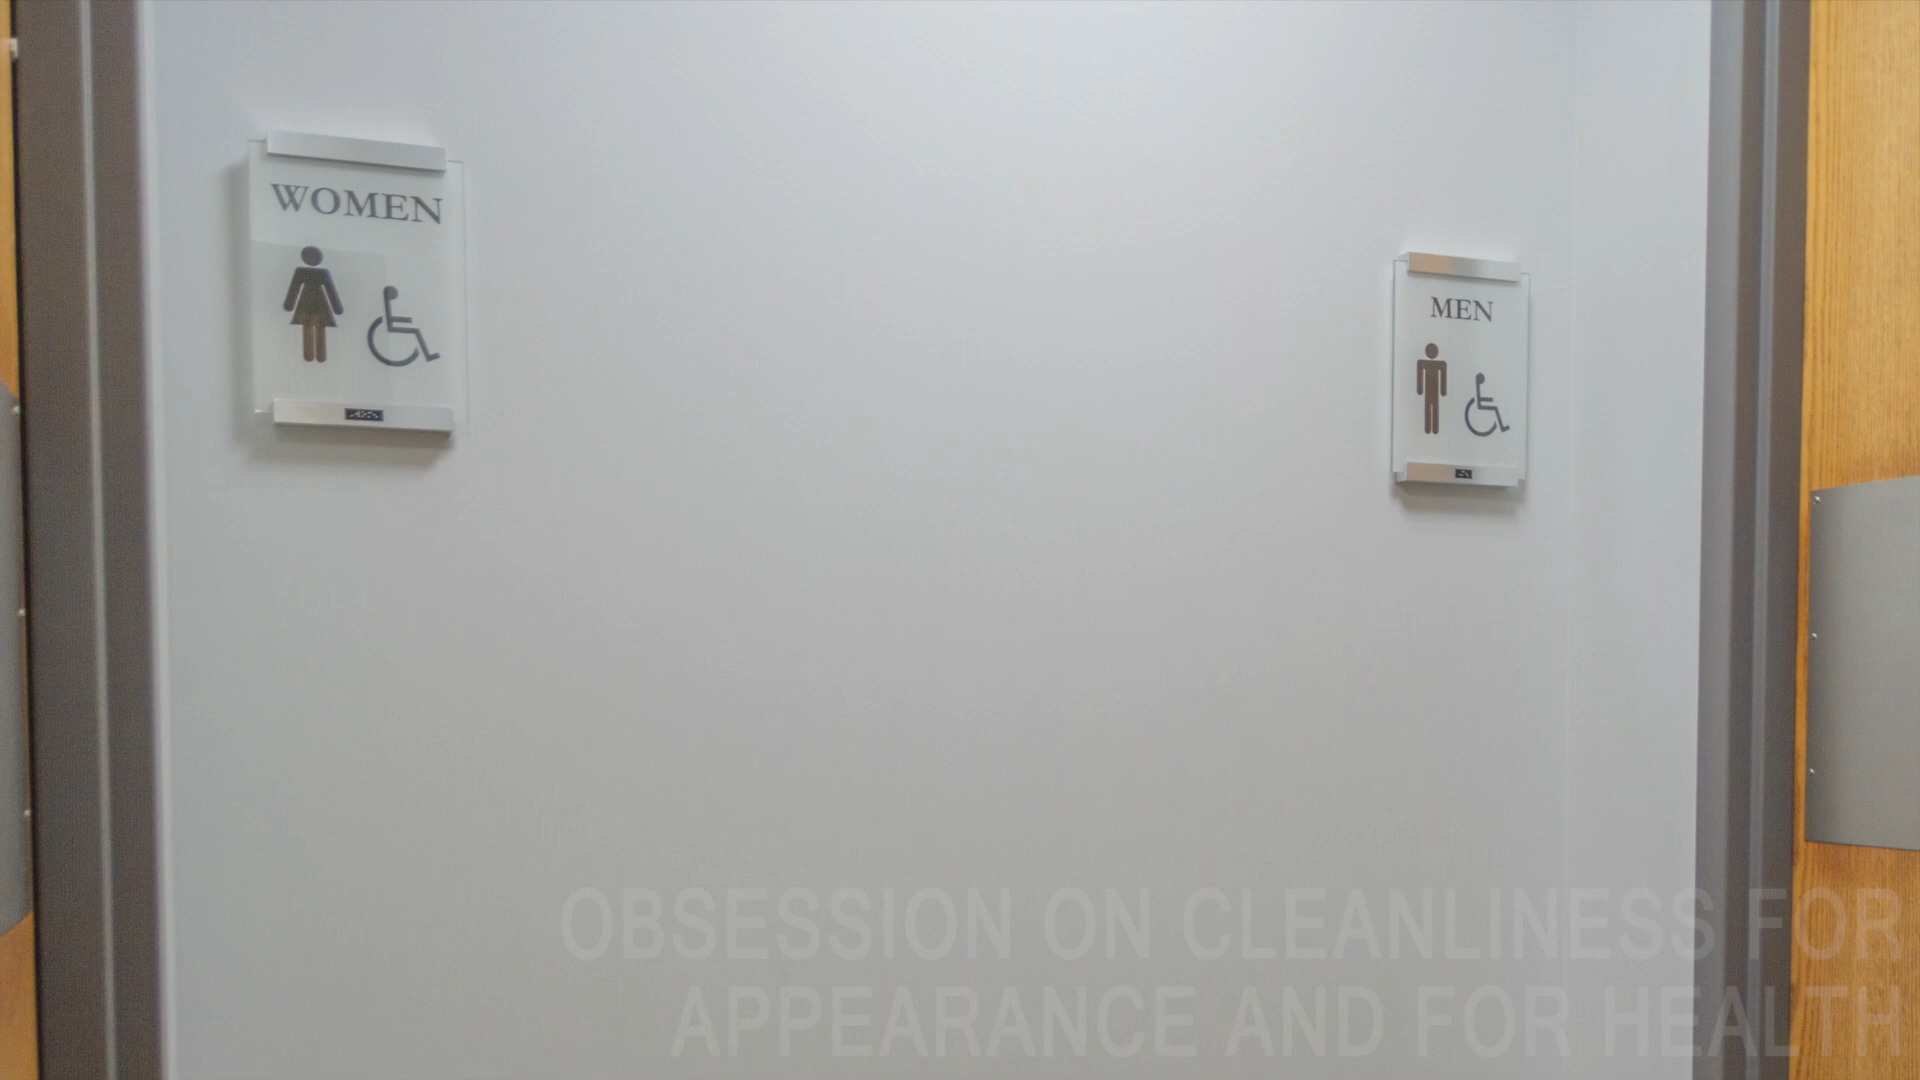 WOMEN
MEN
OBSESSION ON CLEANLINESS FOR
APPEARANCE AND FOR HEALTH